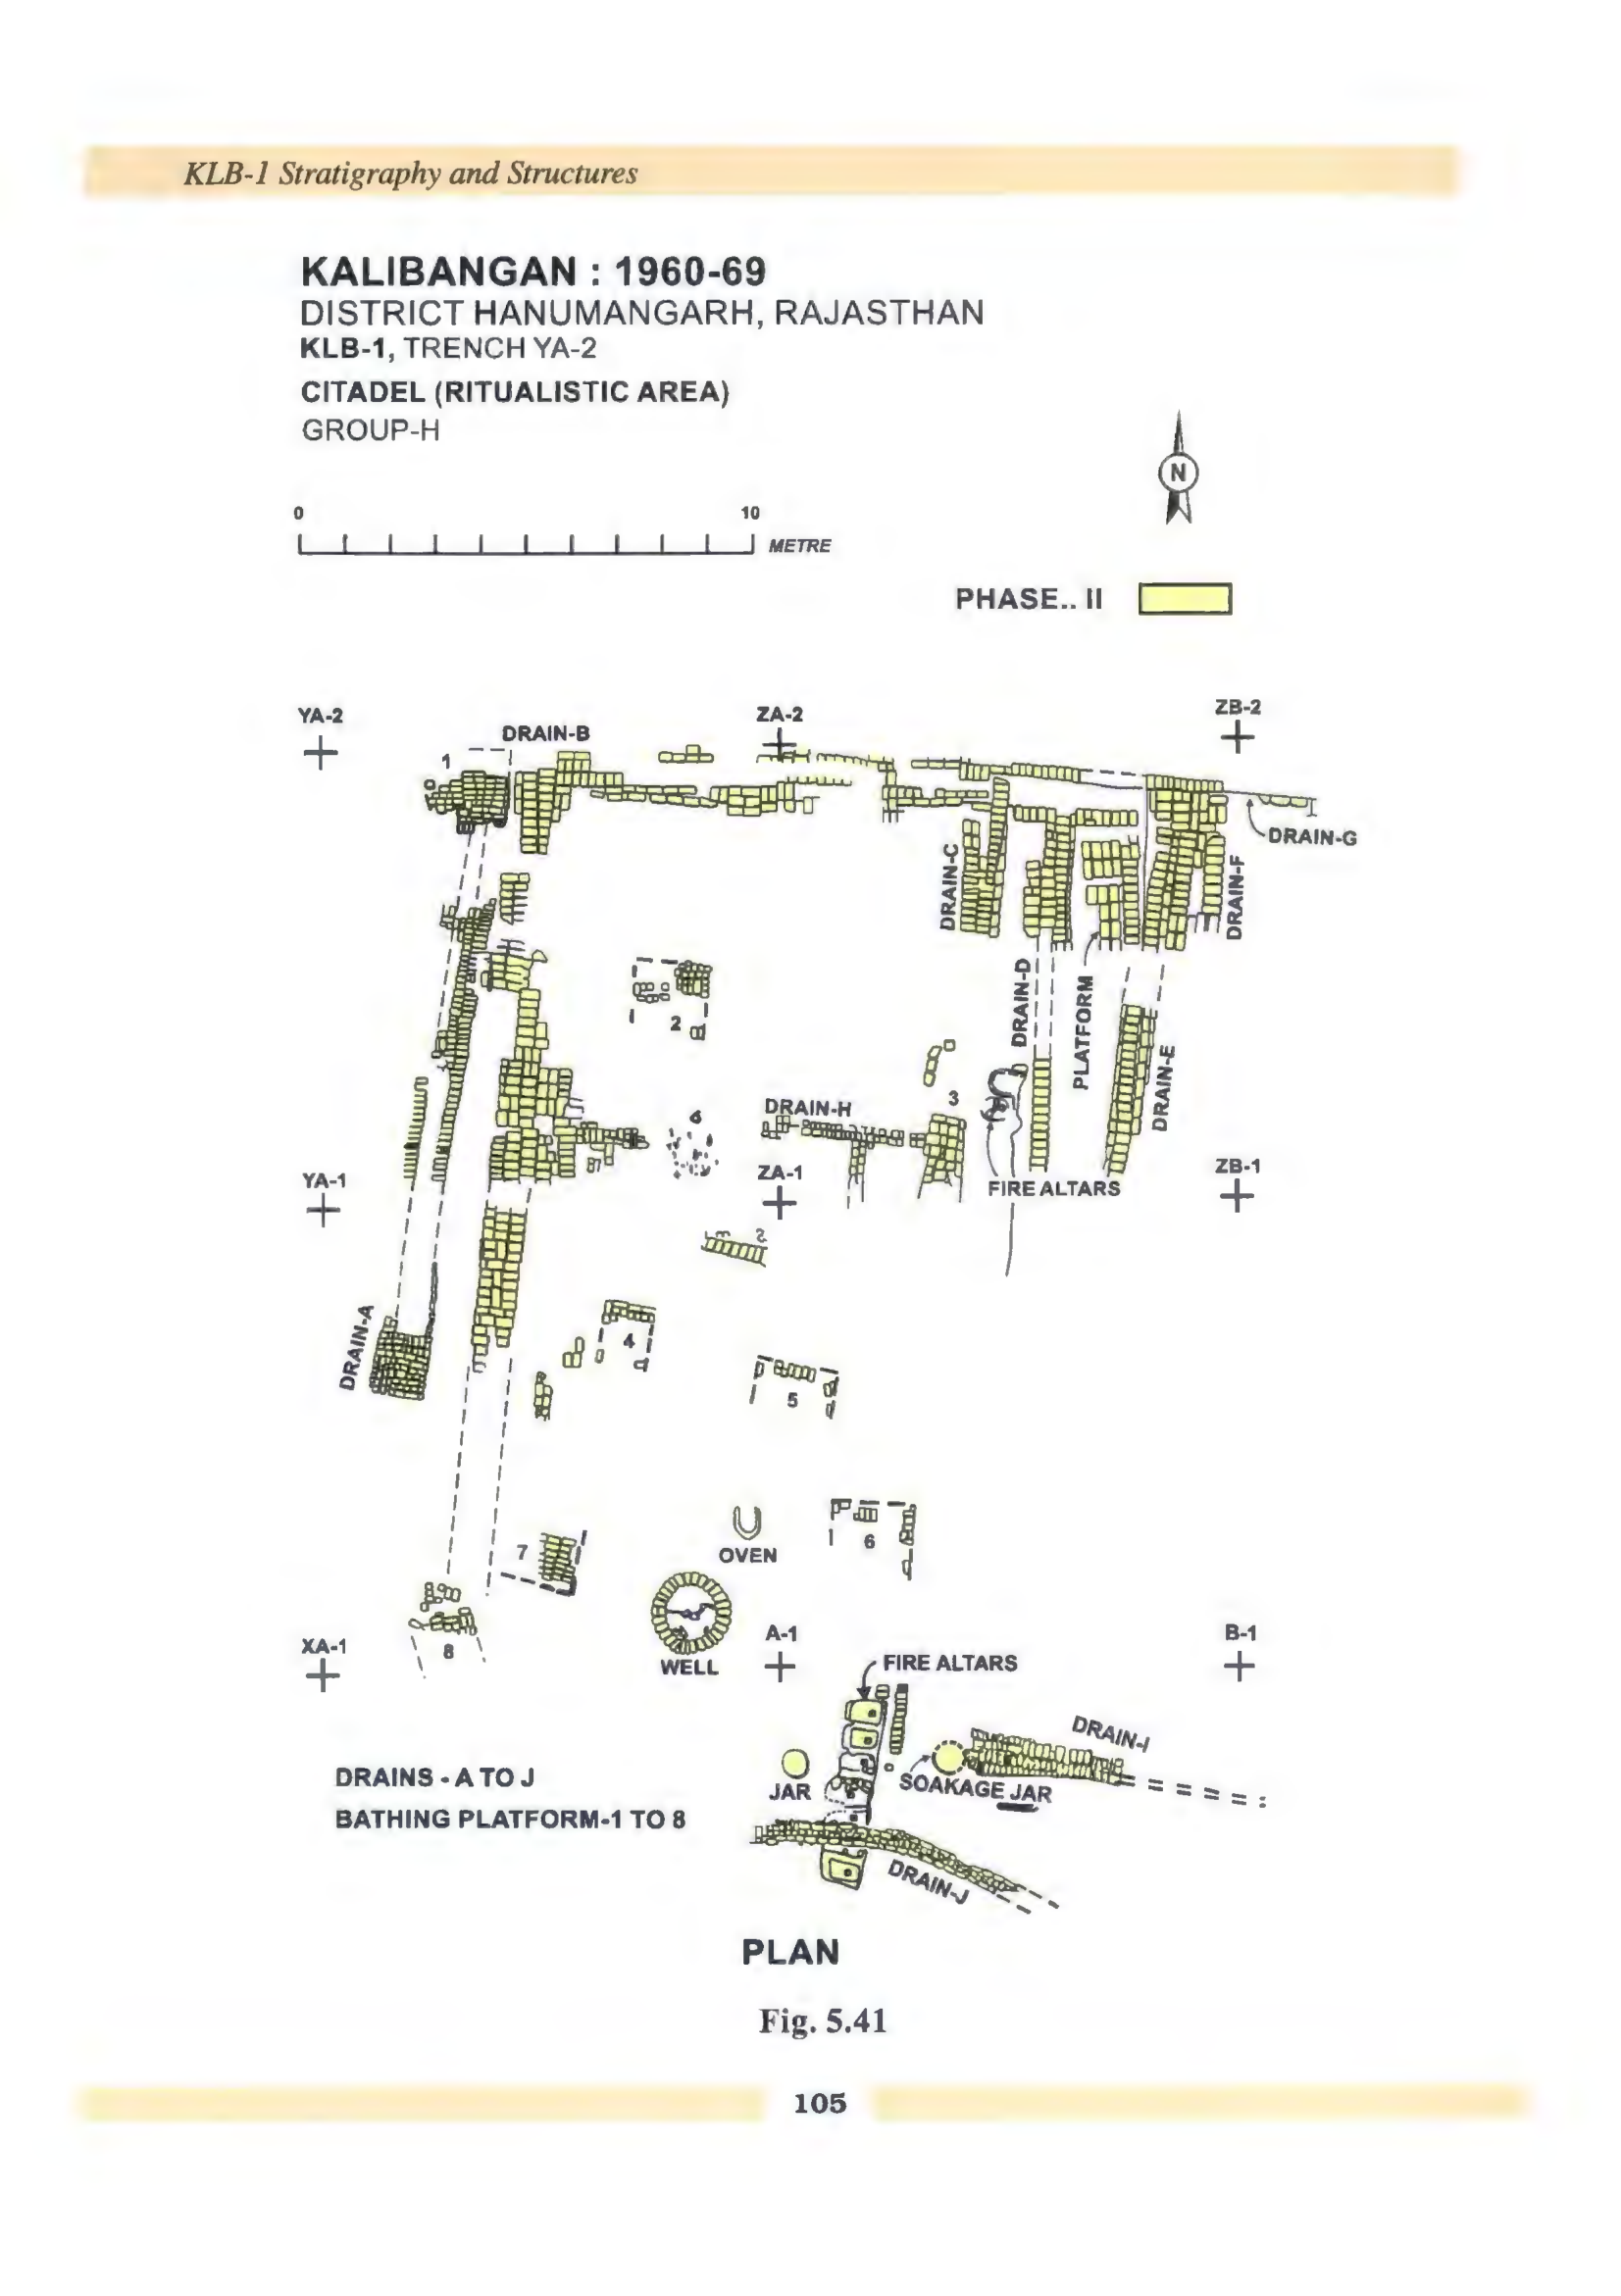 KLB-1 Stratigraphy and Structures
KALIBANGAN : 1960-69
DISTRICT HANUMANGARH, RAJASTHAN
KLB-1, TRENCH YA-2
CITADEL (RITUALISTIC AREA)
GROUP-H
N
0 10
METRE
PHASE.. II
YA-2 ZA-2 ZB-2
DRAIN-B
1
DRAIN-G
DRAIN-C
DRAIN-F
DRAIN-D
PLATFORM
DRAIN-E
2
3
DRAIN-H
YA-1 ZA-1 ZB-1
FIRE ALTARS
DRAIN-A
4
5
6
7
OVEN
8
WELL
XA-1 A-1 B-1
FIRE ALTARS
DRAIN-I
JAR
SOAKAGE JAR
DRAIN-J
DRAINS - A TO J
BATHING PLATFORM-1 TO 8
PLAN
Fig. 5.41
105